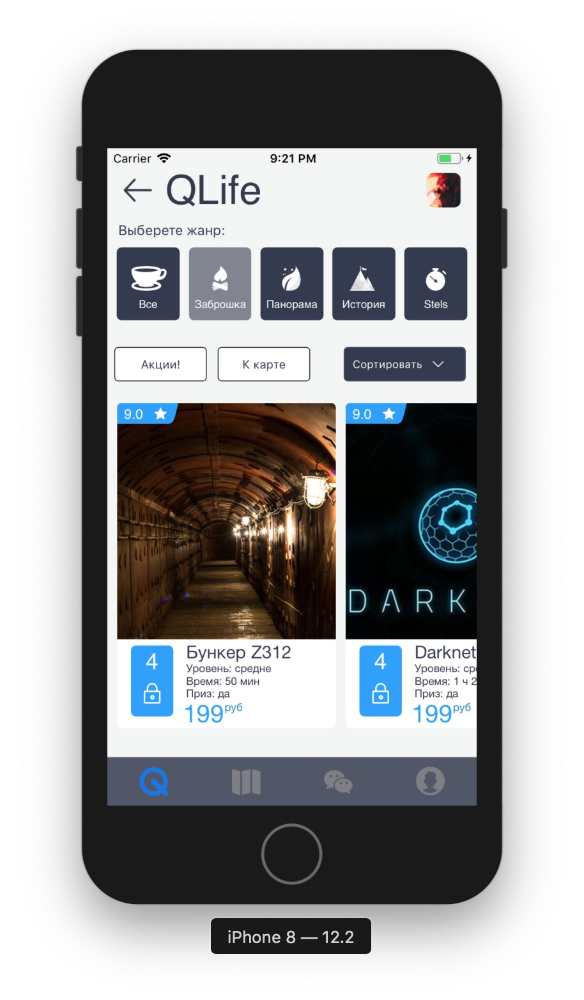 Carrier 9:21 PM
QLife
Выберете жанр:
Все Заброшка Панорама История Stels
Акции! К карте Сортировать
9.0 9.0
DARK
4 4
Бункер Z312 Darknet
Уровень: средне Уровень: ср
Время: 50 мин Время: 1 ч 2
Приз: да Приз: да
199руб 199руб
iPhone 8 — 12.2